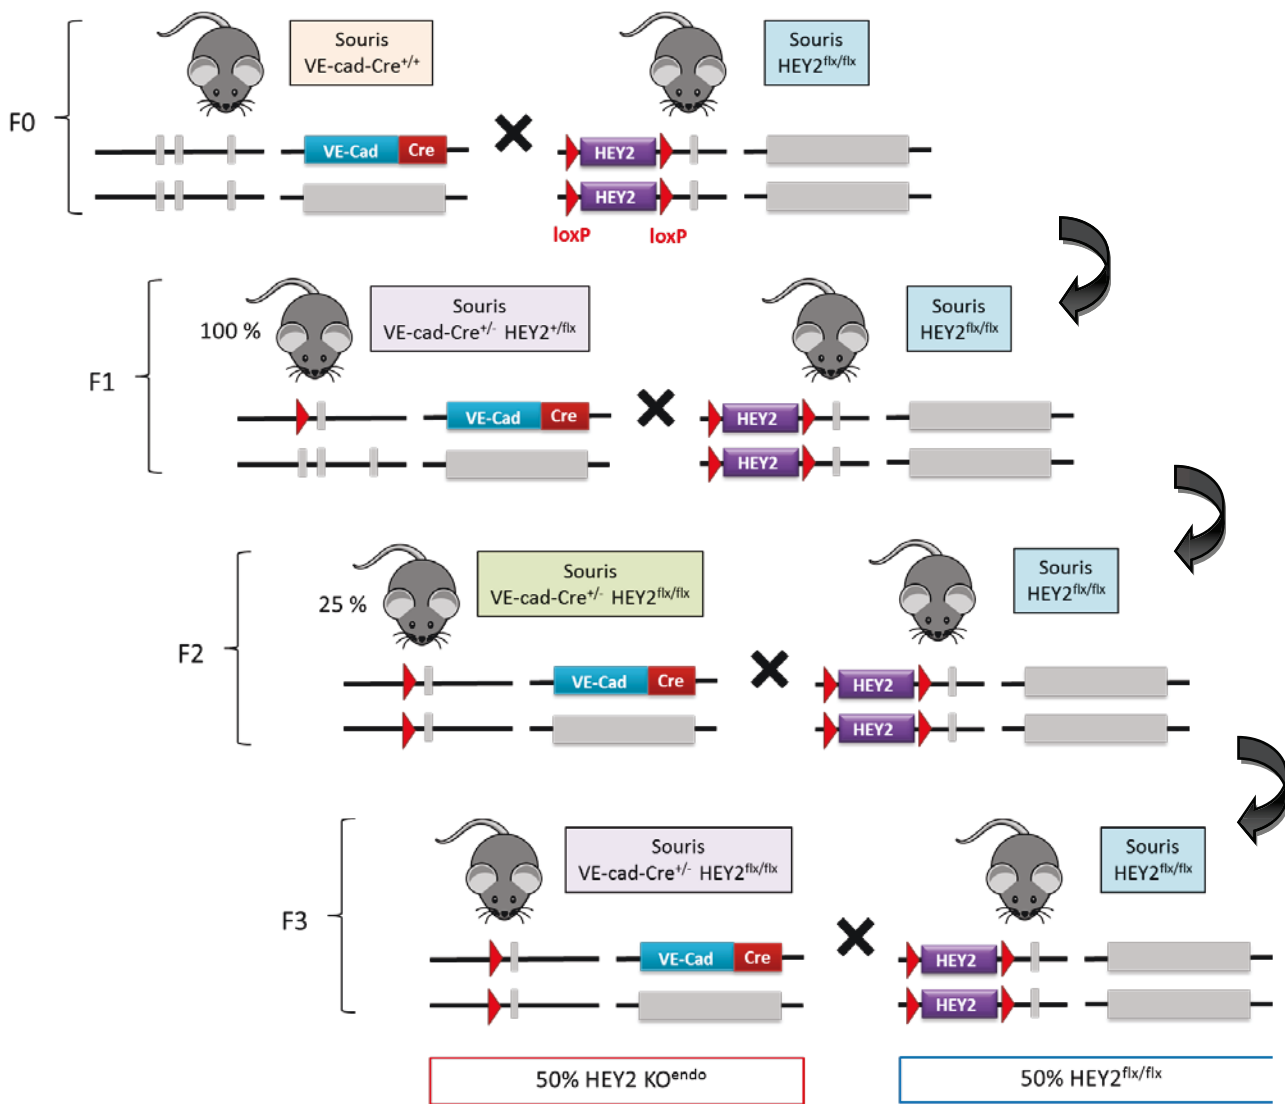 Souris
VE-cad-Cre+/+
Souris
HEY2flx/flx
F0
VE-Cad Cre
HEY2
HEY2
loxP loxP
100 %
Souris
VE-cad-Cre+/- HEY2+/flx
Souris
HEY2flx/flx
F1
VE-Cad Cre
HEY2
HEY2
25 %
Souris
VE-cad-Cre+/- HEY2flx/flx
Souris
HEY2flx/flx
F2
VE-Cad Cre
HEY2
HEY2
Souris
VE-cad-Cre+/- HEY2flx/flx
Souris
HEY2flx/flx
F3
VE-Cad Cre
HEY2
HEY2
50% HEY2 KOendo
50% HEY2flx/flx